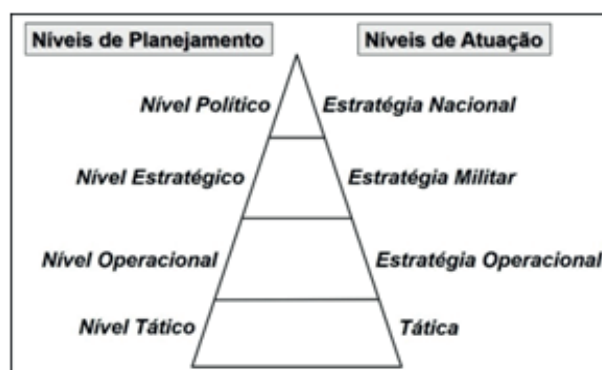 Níveis de Planejamento
Níveis de Atuação
Nível Político
Estratégia Nacional
Nível Estratégico
Estratégia Militar
Nível Operacional
Estratégia Operacional
Nível Tático
Tática